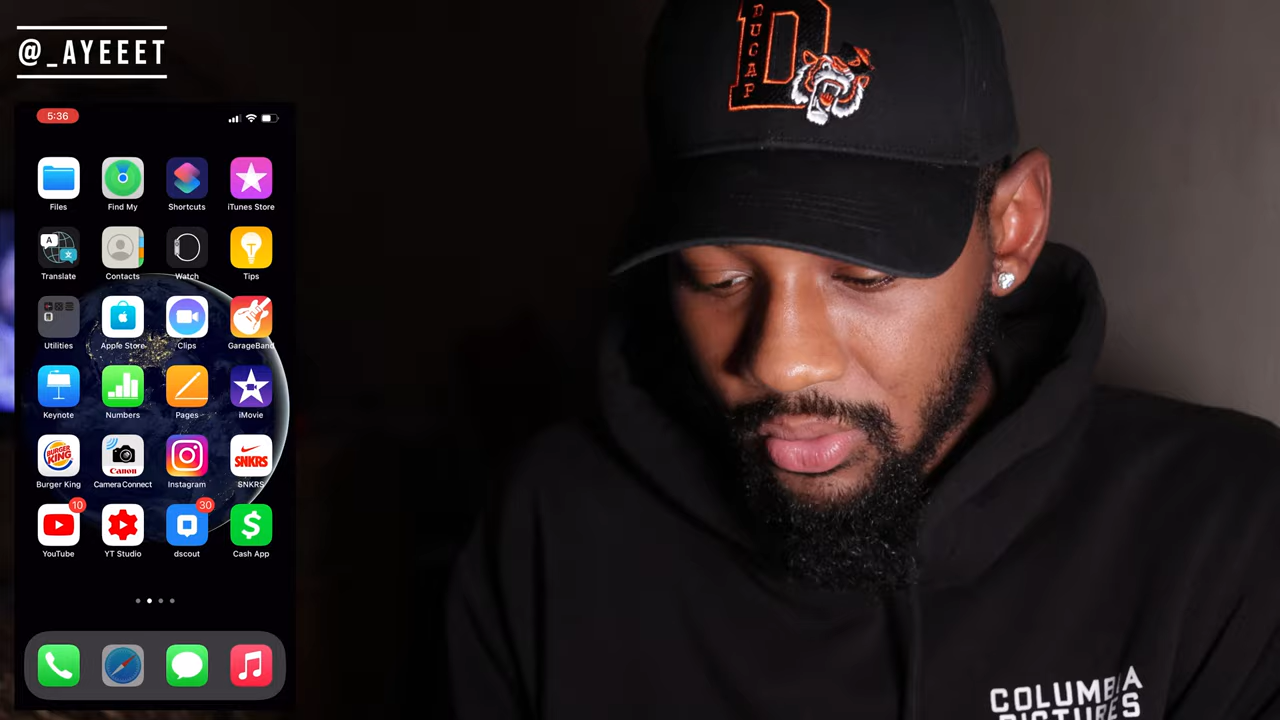 @_AYEEET
5:36
Files Find My Shortcuts iTunes Store
Translate Contacts Watch Tips
Utilities Apple Store Clips GarageBand
Keynote Numbers Pages iMovie
BURGER KING Canon SNKRS
Burger King Camera Connect Instagram SNKRS
10 30
YouTube YT Studio dscout Cash App
D
DUCAP
COLUMBIA
PICTURES